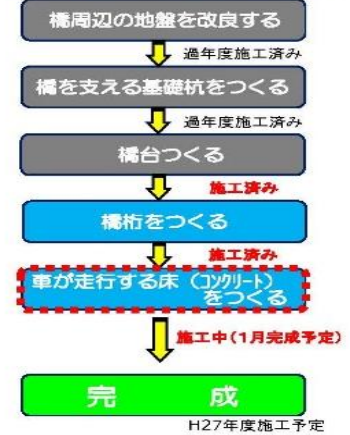 橋周辺の地盤を改良する
過年度施工済み
橋を支える基礎杭をつくる
過年度施工済み
橋台つくる
施工済み
橋桁をつくる
施工済み
車が走行する床（コンクリート）
をつくる
施工中（1月完成予定）
完　成
H27年度施工予定